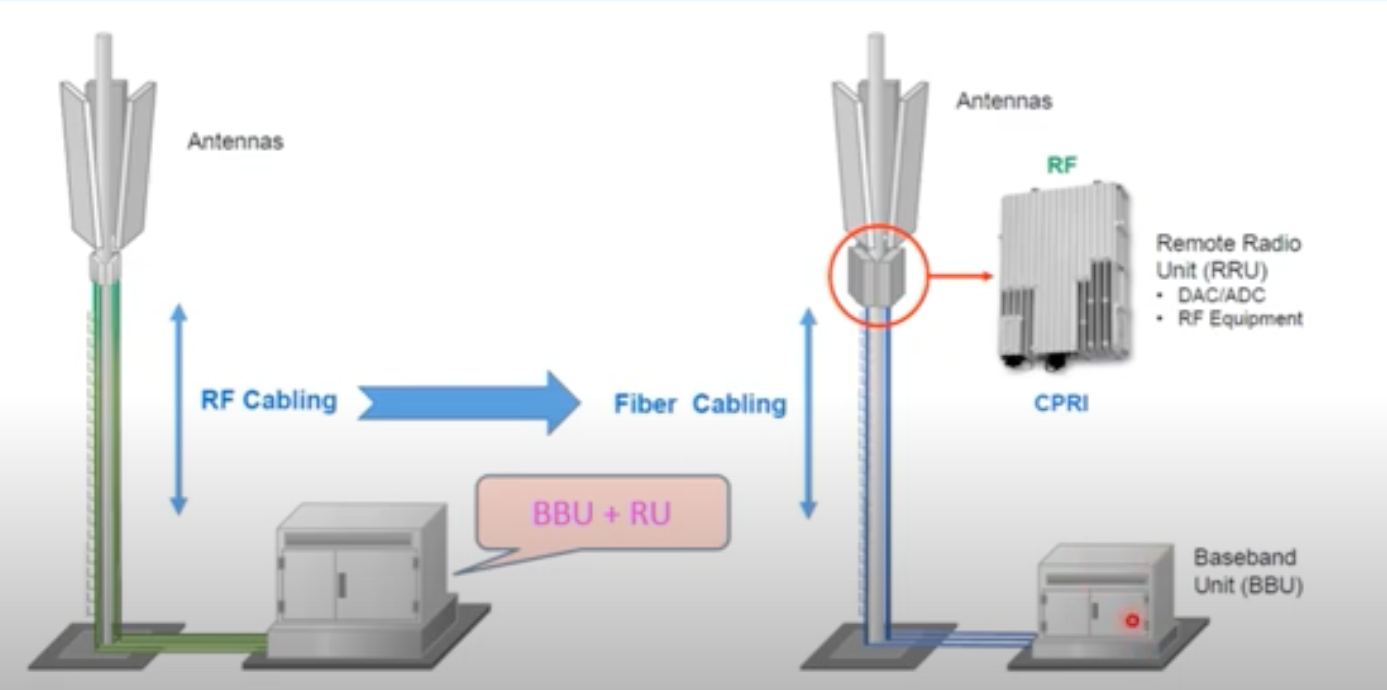 Antennas
RF Cabling
BBU + RU
Antennas
RF
Remote Radio
Unit (RRU)
• DAC/ADC
• RF Equipment
CPRI
Fiber Cabling
Baseband
Unit (BBU)